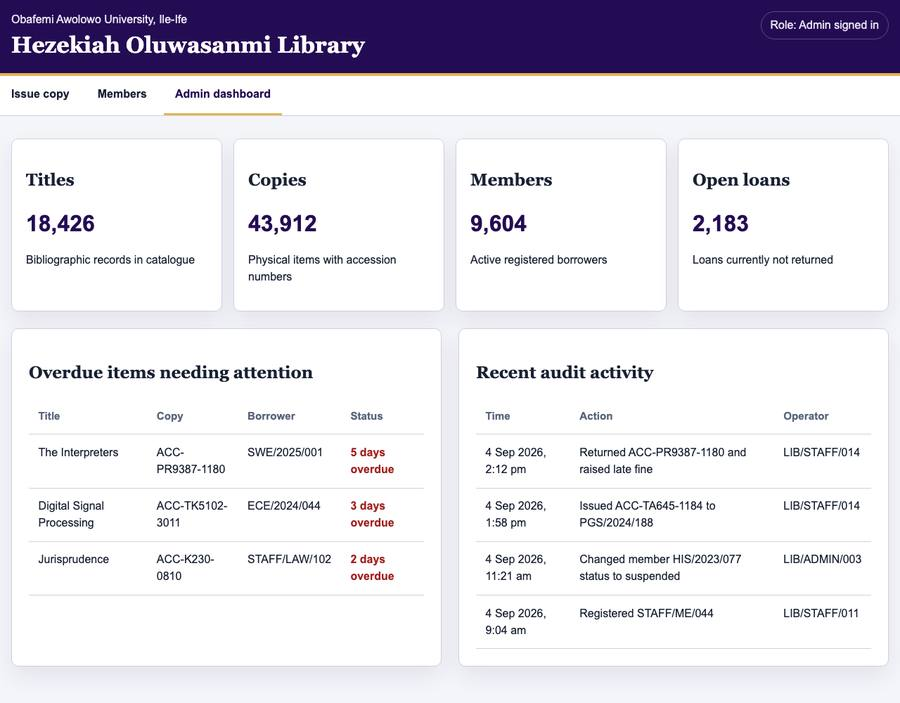 Obafemi Awolowo University, Ile-Ife
Hezekiah Oluwasanmi Library
Role: Admin signed in
Issue copy Members Admin dashboard
Titles
18,426
Bibliographic records in catalogue
Copies
43,912
Physical items with accession
numbers
Members
9,604
Active registered borrowers
Open loans
2,183
Loans currently not returned
Overdue items needing attention
Title Copy Borrower Status
The Interpreters ACC- SWE/2025/001 5 days
PR9387-1180 overdue
Digital Signal ACC-TK5102- ECE/2024/044 3 days
Processing 3011 overdue
Jurisprudence ACC-K230- STAFF/LAW/102 2 days
0810 overdue
Recent audit activity
Time Action Operator
4 Sep 2026, Returned ACC-PR9387-1180 and LIB/STAFF/014
2:12 pm raised late fine
4 Sep 2026, Issued ACC-TA645-1184 to LIB/STAFF/014
1:58 pm PGS/2024/188
4 Sep 2026, Changed member HIS/2023/077 LIB/ADMIN/003
11:21 am status to suspended
4 Sep 2026, Registered STAFF/ME/044 LIB/STAFF/011
9:04 am